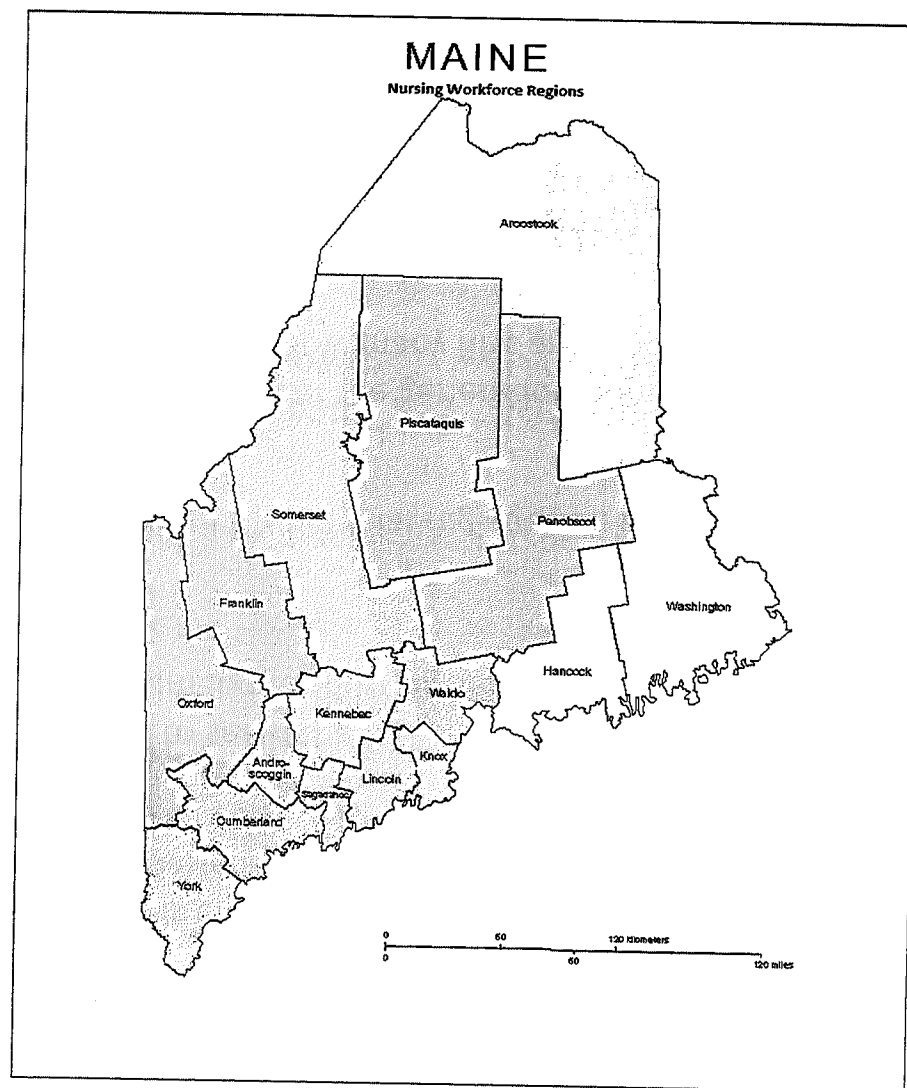 MAINE
Nursing Workforce Regions
Aroostook
Piscataquis
Somerset
Penobscot
Franklin
Washington
Hancock
Oxford
Waldo
Kennebec
Andro-
scoggin
Knox
Lincoln
Sagadahoc
Cumberland
York
0 60 120 kilometers
0 60 120 miles